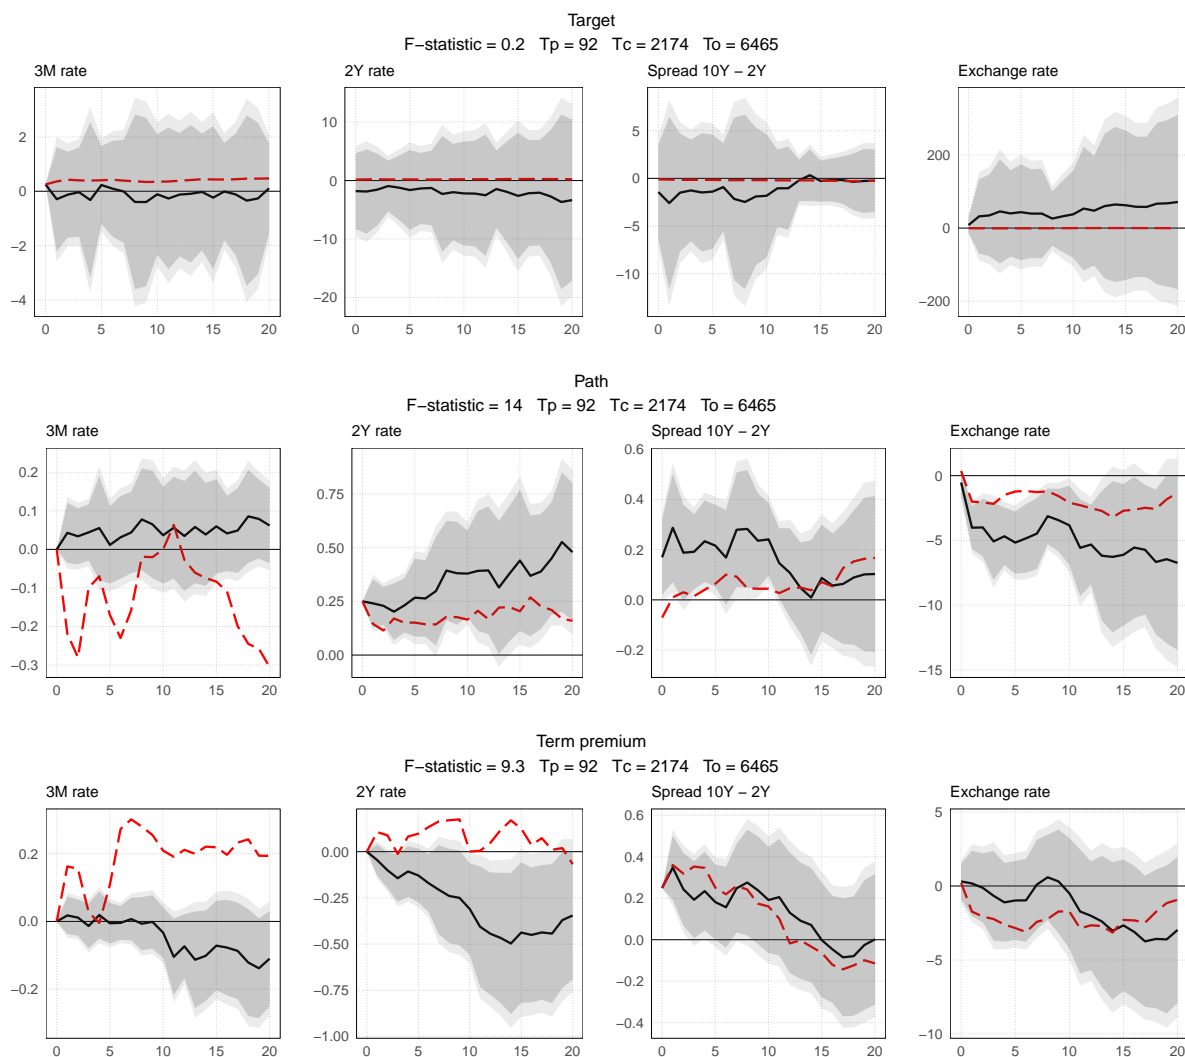 Target
F−statistic = 0.2 Tp = 92 Tc = 2174 To = 6465
3M rate
2Y rate
Spread 10Y − 2Y
Exchange rate
2
0
−2
−4
0 5 10 15 20
10
0
−10
−20
0 5 10 15 20
5
0
−5
−10
0 5 10 15 20
200
0
−200
0 5 10 15 20
Path
F−statistic = 14 Tp = 92 Tc = 2174 To = 6465
3M rate
2Y rate
Spread 10Y − 2Y
Exchange rate
0.2
0.1
0.0
−0.1
−0.2
−0.3
0 5 10 15 20
0.75
0.50
0.25
0.00
0 5 10 15 20
0.6
0.4
0.2
0.0
−0.2
0 5 10 15 20
0
−5
−10
−15
0 5 10 15 20
Term premium
F−statistic = 9.3 Tp = 92 Tc = 2174 To = 6465
3M rate
2Y rate
Spread 10Y − 2Y
Exchange rate
0.2
0.0
−0.2
0 5 10 15 20
0.00
−0.25
−0.50
−0.75
−1.00
0 5 10 15 20
0.6
0.4
0.2
0.0
−0.2
−0.4
0 5 10 15 20
5
0
−5
−10
0 5 10 15 20